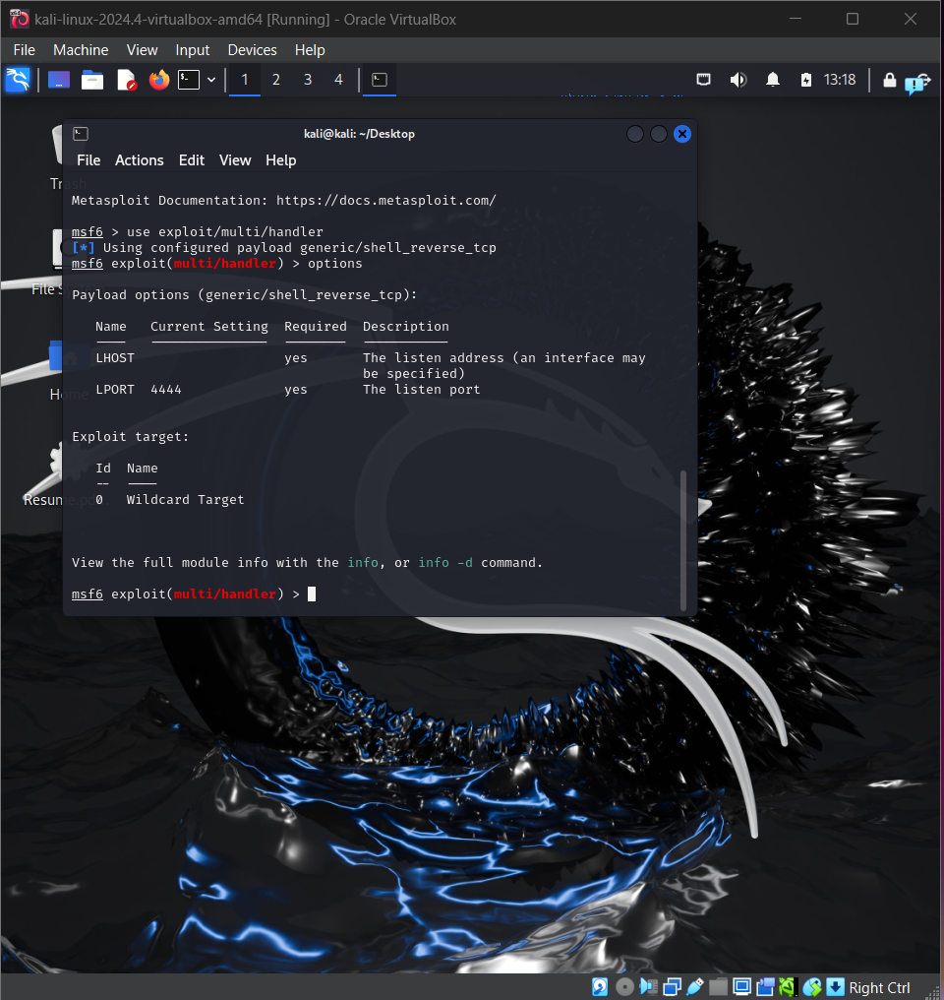 kali-linux-2024.4-virtualbox-amd64 [Running] - Oracle VirtualBox
File Machine View Input Devices Help
1 2 3 4 13:18
kali@kali: ~/Desktop
File Actions Edit View Help
Trash
File S
Home
Resume.pd
Metasploit Documentation: https://docs.metasploit.com/
msf6 > use exploit/multi/handler
[*] Using configured payload generic/shell_reverse_tcp
msf6 exploit(multi/handler) > options
Payload options (generic/shell_reverse_tcp):
Name Current Setting Required Description
LHOST yes The listen address (an interface may
be specified)
LPORT 4444 yes The listen port
Exploit target:
Id Name
0 Wildcard Target
View the full module info with the info, or info -d command.
msf6 exploit(multi/handler) >
Right Ctrl